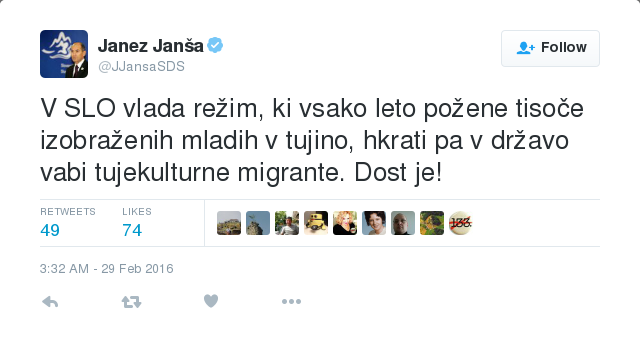 Janez Janša
@JJansaSDS
Follow
V SLO vlada režim, ki vsako leto požene tisoče
izobraženih mladih v tujino, hkrati pa v državo
vabi tujekulturne migrante. Dost je!
RETWEETS
LIKES
49
74
3:32 AM - 29 Feb 2016